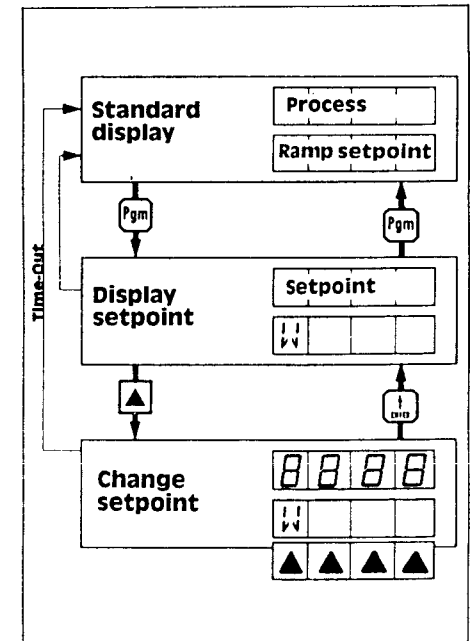 Standard
display
Process
Ramp setpoint
Pgm
Pgm
Time-Out
Display
setpoint
Setpoint
W
Change
setpoint
8888
W